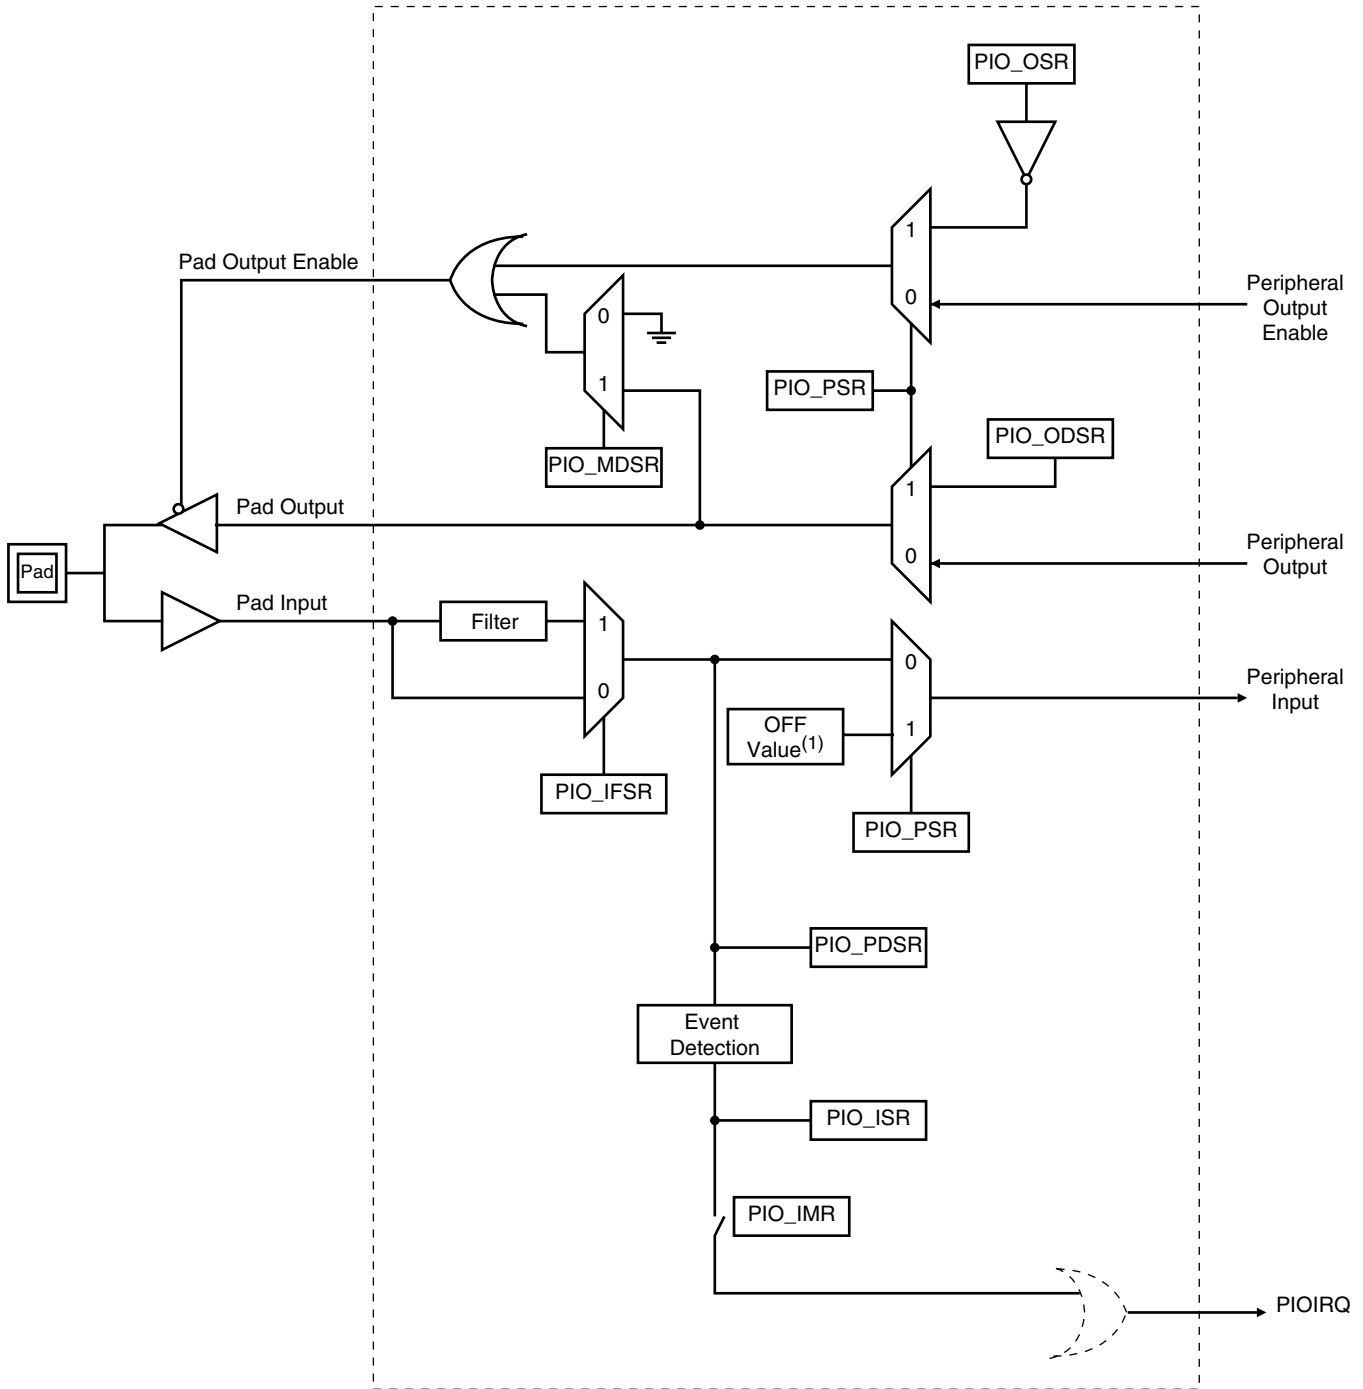 PIO_OSR
1
Pad Output Enable
0
Peripheral
Output
Enable
0
1
PIO_PSR
PIO_MDSR
PIO_ODSR
1
Pad Output
0
Peripheral
Output
Pad
Pad Input
Filter
1
0
0
1
Peripheral
Input
OFF
Value(1)
PIO_IFSR
PIO_PSR
PIO_PDSR
Event
Detection
PIO_ISR
PIO_IMR
PIOIRQ